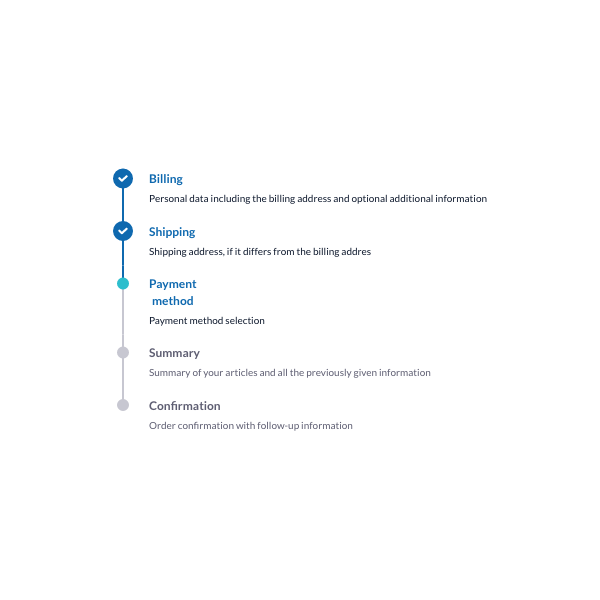 Billing
Personal data including the billing address and optional additional information
Shipping
Shipping address, if it differs from the billing addres
Payment
method
Payment method selection
Summary
Summary of your articles and all the previously given information
Confirmation
Order confirmation with follow-up information